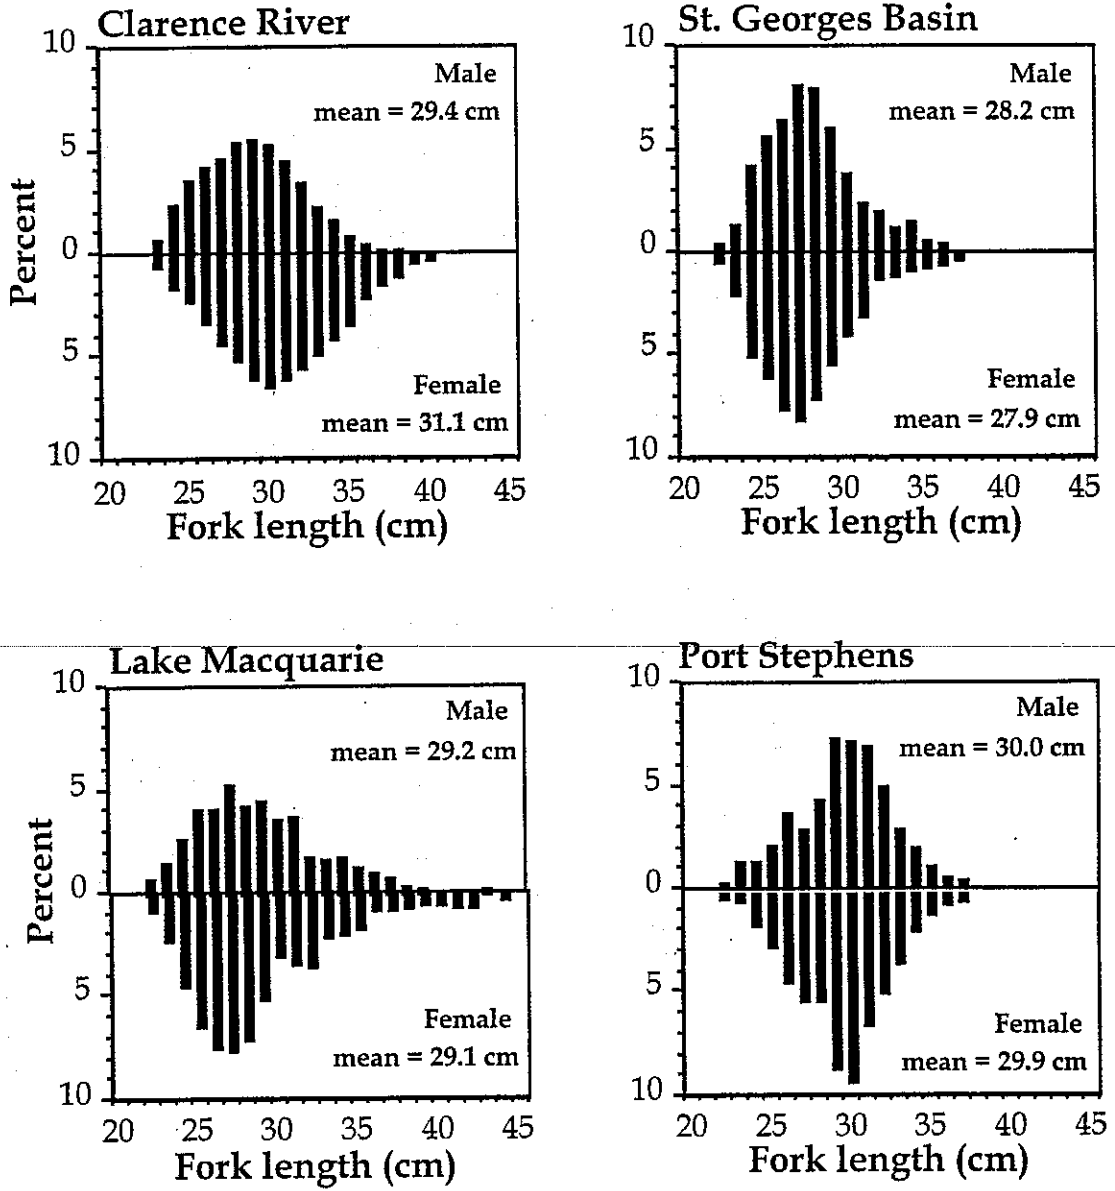 Clarence River
10
Male
mean = 29.4 cm
5
0
Percent
5
Female
mean = 31.1 cm
10
20 25 30 35 40 45
Fork length (cm)
St. Georges Basin
10
Male
mean = 28.2 cm
5
0
5
Female
mean = 27.9 cm
10
20 25 30 35 40 45
Fork length (cm)
Lake Macquarie
10
Male
mean = 29.2 cm
5
0
Percent
5
Female
mean = 29.1 cm
10
20 25 30 35 40 45
Fork length (cm)
Port Stephens
10
Male
mean = 30.0 cm
5
0
5
Female
mean = 29.9 cm
10
20 25 30 35 40 45
Fork length (cm)